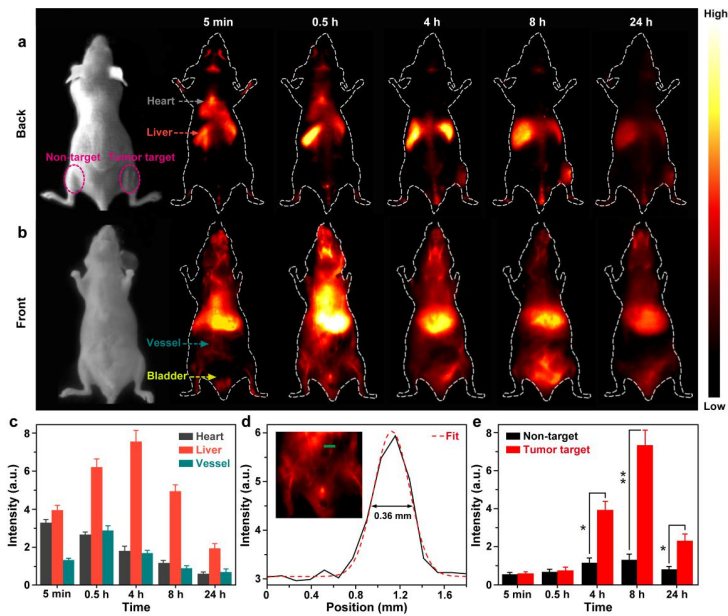 5 min 0.5 h 4 h 8 h 24 h High
a
Back
Heart
Liver
Non-target Tumor target
b
Front
Vessel
Bladder
Low
c
Intensity (a.u.)
8
6
4
2
0
Heart
Liver
Vessel
5 min 0.5 h 4 h 8 h 24 h
Time
d
Intensity (a.u.)
6
5
4
3
Fit
0.36 mm
0.0 0.6 1.2 1.8
Position (mm)
e
Intensity (a.u.)
8
6
4
2
0
Non-target
Tumor target
*
**
*
5 min 0.5 h 4 h 8 h 24 h
Time